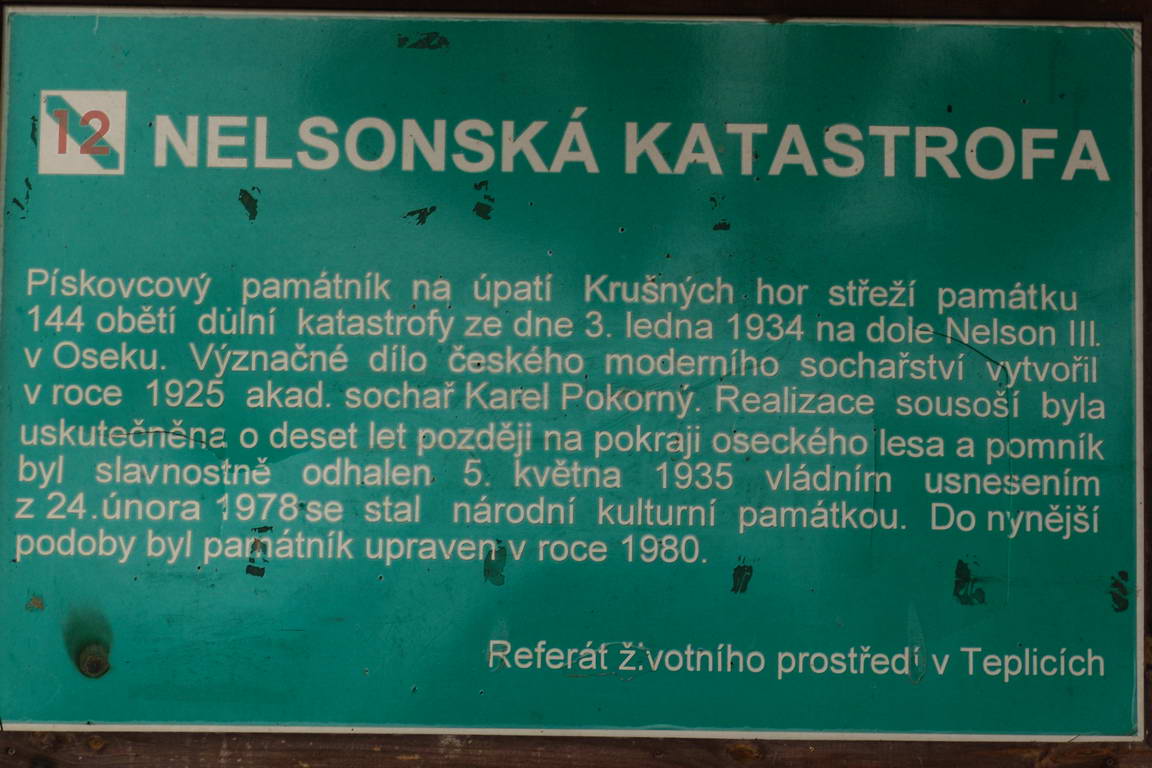 12 NELSONSKÁ KATASTROFA
Pískovcový památník na úpatí Krušných hor střeží památku
144 obětí důlní katastrofy ze dne 3. ledna 1934 na dole Nelson III.
v Oseku. Význačné dílo českého moderního sochařství vytvořil
v roce 1925 akad. sochař Karel Pokorný. Realizace sousoší byla
uskutečněna o deset let později na pokraji oseckého lesa a pomník
byl slavnostně odhalen 5. května 1935 vládním usnesením
z 24.února 1978 se stal národní kulturní památkou. Do nynější
podoby byl památník upraven v roce 1980.
Referát životního prostředí v Teplicích